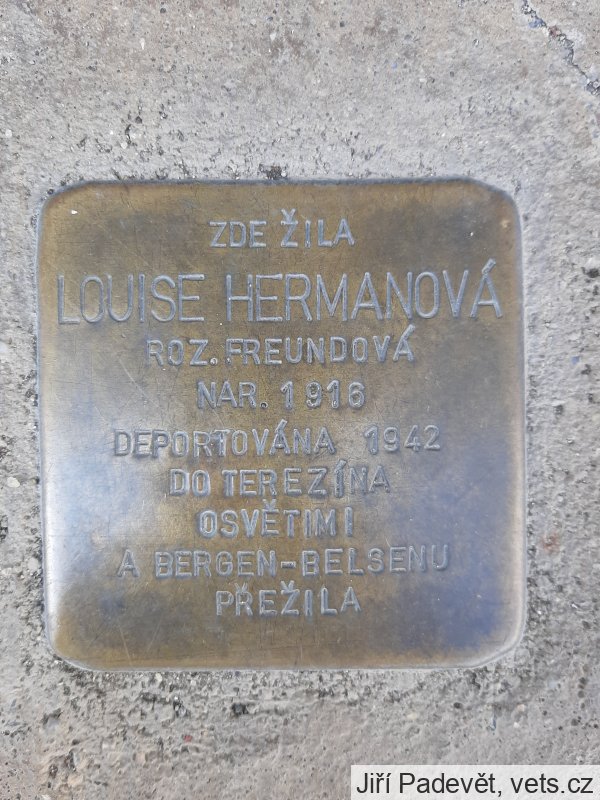 ZDE ŽILA
LOUISE HERMANOVÁ
ROZ. FREUNDOVÁ
NAR. 1916
DEPORTOVÁNA 1942
DO TEREZÍNA
OSVĚTIMI
A BERGEN-BELSENU
PŘEŽILA
Jiří Padevět, vets.cz